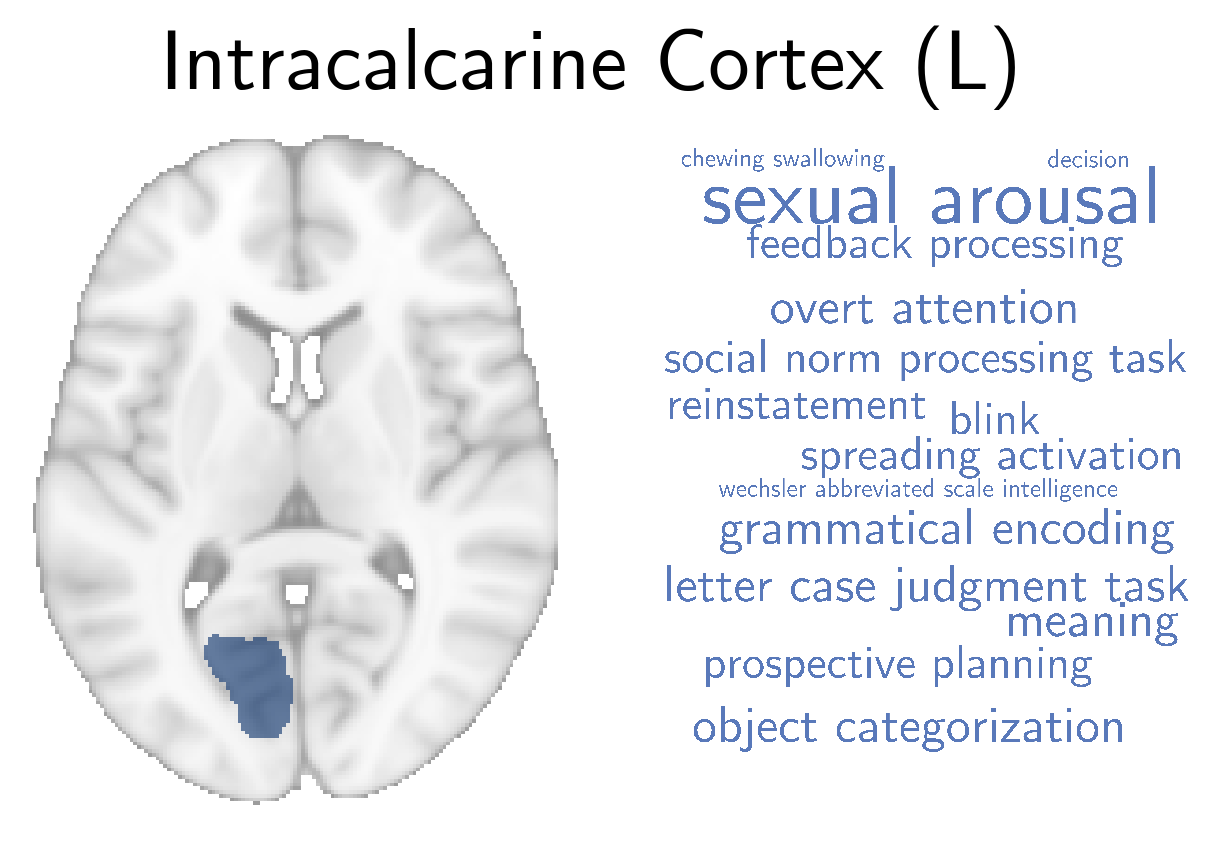 Intracalcarine Cortex (L)
chewing swallowing decision
sexual arousal
feedback processing
overt attention
social norm processing task
reinstatement blink
spreading activation
wechsler abbreviated scale intelligence
grammatical encoding
letter case judgment task
meaning
prospective planning
object categorization